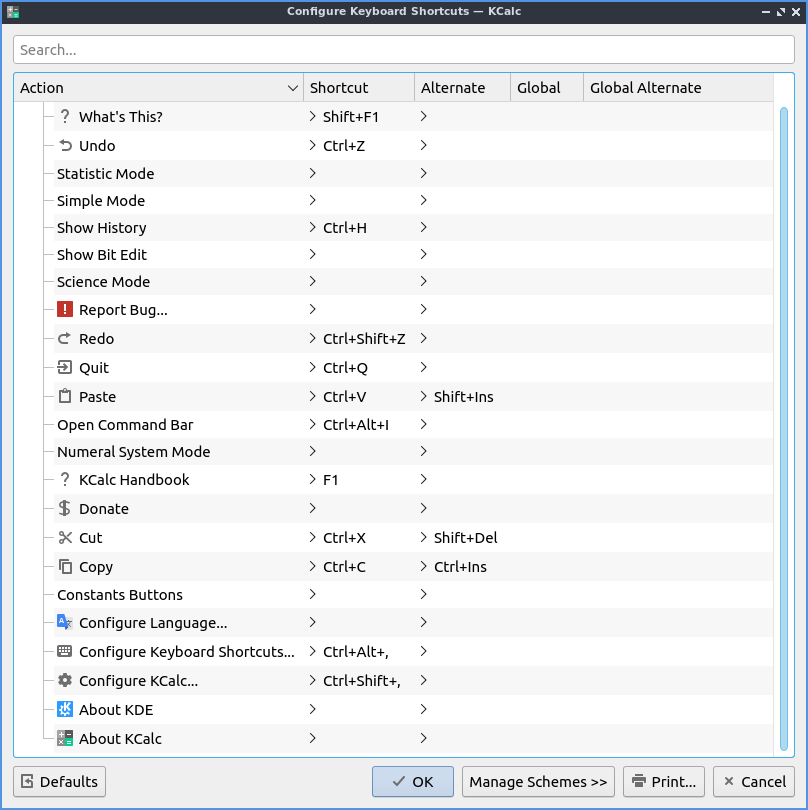 Configure Keyboard Shortcuts — KCalc
Search...
Action Shortcut Alternate Global Global Alternate
What's This? Shift+F1
Undo Ctrl+Z
Statistic Mode
Simple Mode
Show History Ctrl+H
Show Bit Edit
Science Mode
Report Bug...
Redo Ctrl+Shift+Z
Quit Ctrl+Q
Paste Ctrl+V Shift+Ins
Open Command Bar Ctrl+Alt+I
Numeral System Mode
KCalc Handbook F1
Donate
Cut Ctrl+X Shift+Del
Copy Ctrl+C Ctrl+Ins
Constants Buttons
Configure Language...
Configure Keyboard Shortcuts... Ctrl+Alt+,
Configure KCalc... Ctrl+Shift+,
About KDE
About KCalc
Defaults OK Manage Schemes >> Print... Cancel